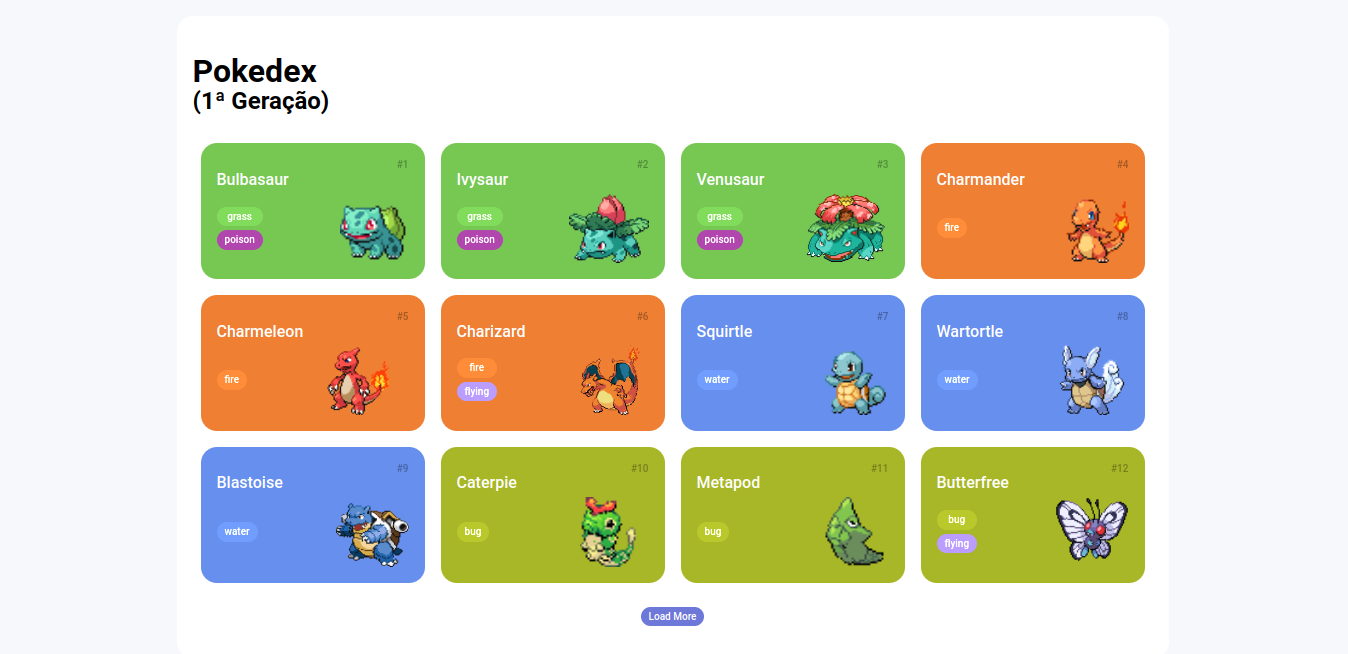 Pokedex
(1ª Geração)
#1
Bulbasaur
grass
poison
#2
Ivysaur
grass
poison
#3
Venusaur
grass
poison
#4
Charmander
fire
#5
Charmeleon
fire
#6
Charizard
fire
flying
#7
Squirtle
water
#8
Wartortle
water
#9
Blastoise
water
#10
Caterpie
bug
#11
Metapod
bug
#12
Butterfree
bug
flying
Load More